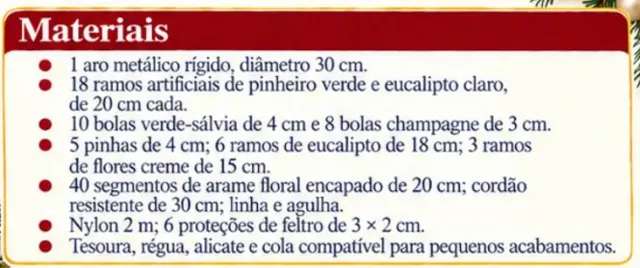 Materiais
1 aro metálico rígido, diâmetro 30 cm.
18 ramos artificiais de pinheiro verde e eucalipto claro,
de 20 cm cada.
10 bolas verde-sálvia de 4 cm e 8 bolas champagne de 3 cm.
5 pinhas de 4 cm; 6 ramos de eucalipto de 18 cm; 3 ramos
de flores creme de 15 cm.
40 segmentos de arame floral encapado de 20 cm; cordão
resistente de 30 cm; linha e agulha.
Nylon 2 m; 6 proteções de feltro de 3 × 2 cm.
Tesoura, régua, alicate e cola compatível para pequenos acabamentos.